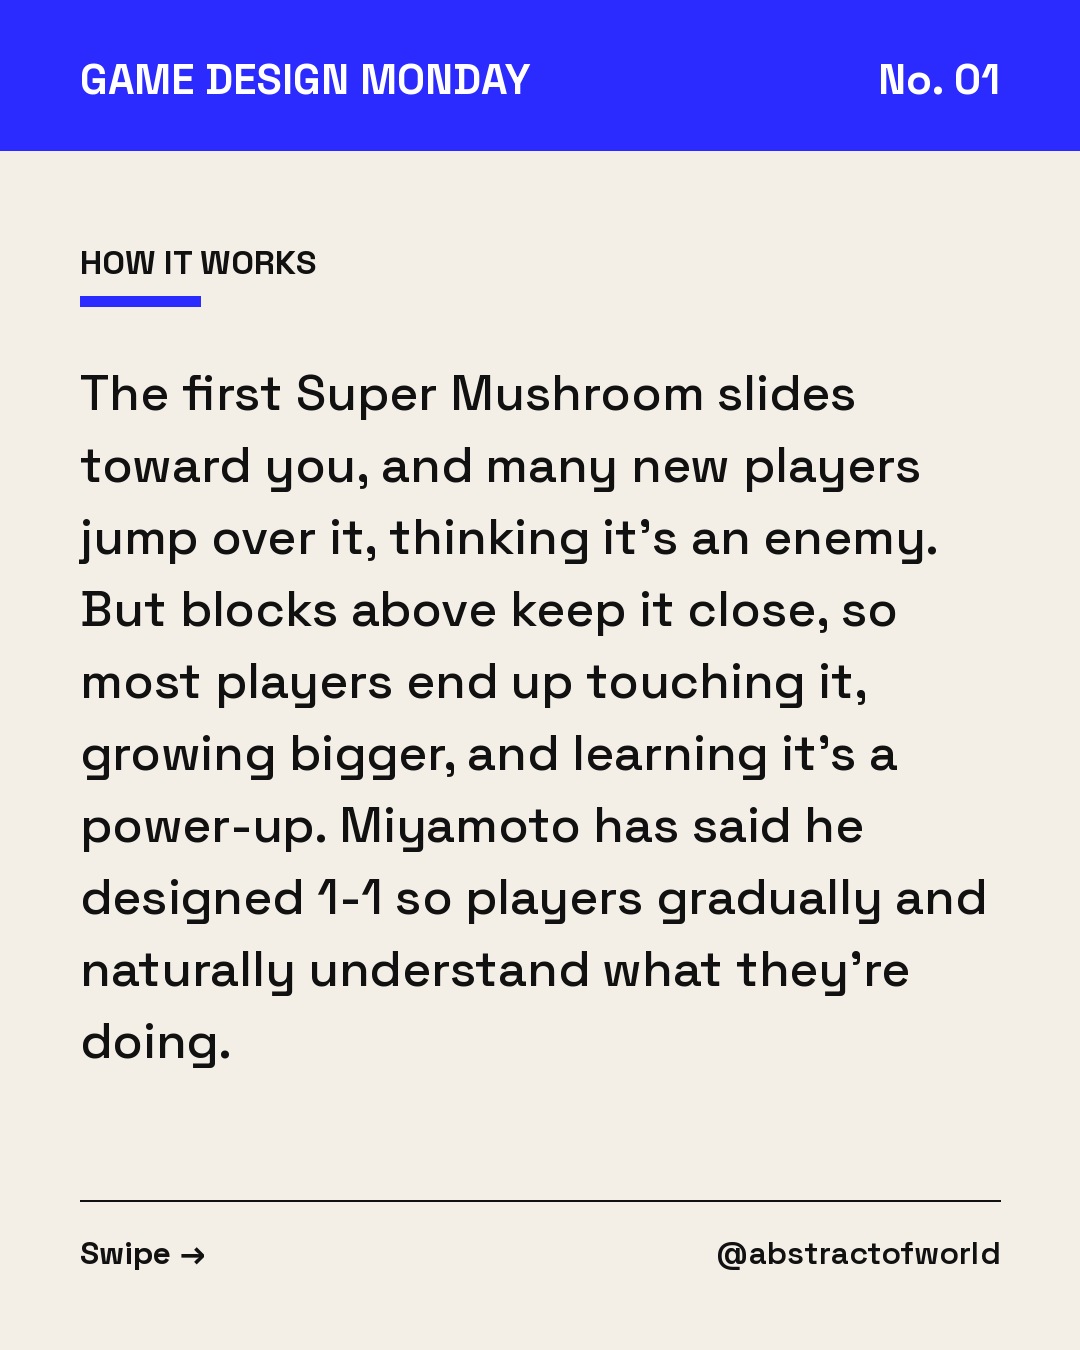 GAME DESIGN MONDAY
No. 01
HOW IT WORKS
The first Super Mushroom slides
toward you, and many new players
jump over it, thinking it’s an enemy.
But blocks above keep it close, so
most players end up touching it,
growing bigger, and learning it’s a
power-up. Miyamoto has said he
designed 1-1 so players gradually and
naturally understand what they’re
doing.
Swipe →
@abstractofworld